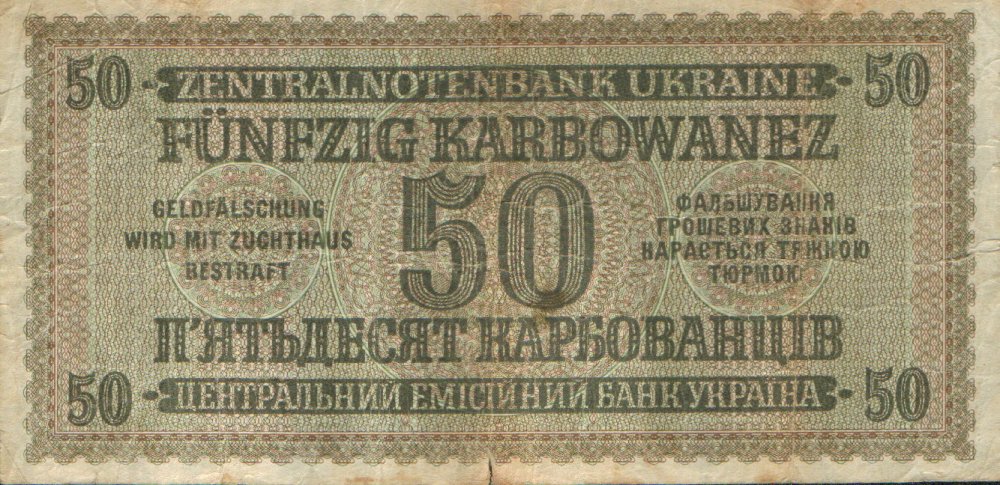 50 ZENTRALNOTENBANK UKRAINE 50
FÜNFZIG KARBOWANEZ
50
GELDFÄLSCHUNG
WIRD MIT ZUCHTHAUS
BESTRAFT
ФАЛЬШУВАННЯ
ГРОШЕВИХ ЗНАКІВ
КАРАЄТЬСЯ ТЯЖКОЮ
ТЮРМОЮ
П'ЯТЬДЕСЯТ КАРБОВАНЦІВ
50 ЦЕНТРАЛЬНИЙ ЕМІСІЙНИЙ БАНК УКРАЇНА 50